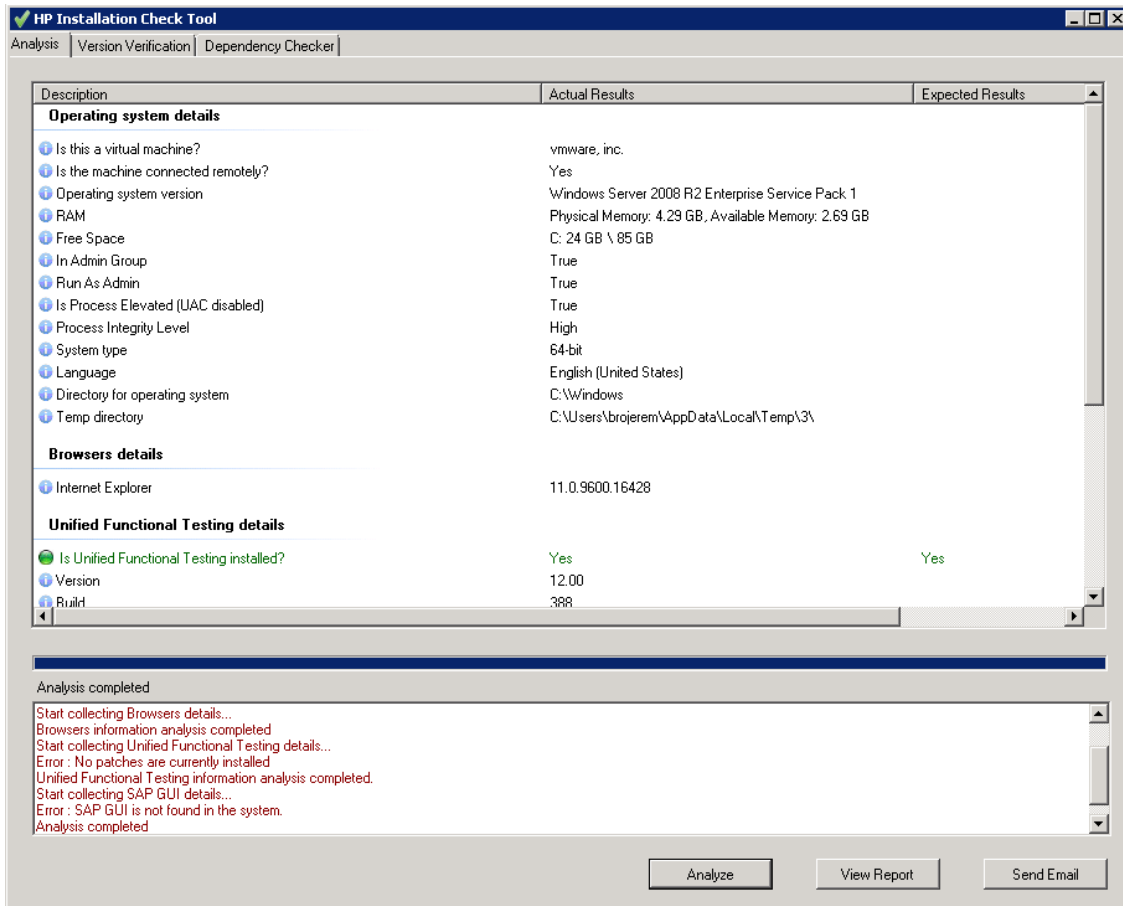 HP Installation Check Tool
Analysis Version Verification Dependency Checker
Description Actual Results Expected Results
Operating system details
Is this a virtual machine? vmware, inc.
Is the machine connected remotely? Yes
Operating system version Windows Server 2008 R2 Enterprise Service Pack 1
RAM Physical Memory: 4.29 GB, Available Memory: 2.69 GB
Free Space C: 24 GB \ 85 GB
In Admin Group True
Run As Admin True
Is Process Elevated (UAC disabled) True
Process Integrity Level High
System type 64-bit
Language English (United States)
Directory for operating system C:\Windows
Temp directory C:\Users\brojerem\AppData\Local\Temp\3\
Browsers details
Internet Explorer 11.0.9600.16428
Unified Functional Testing details
Is Unified Functional Testing installed? Yes Yes
Version 12.00
Build 388
Analysis completed
Start collecting Browsers details...
Browsers information analysis completed
Start collecting Unified Functional Testing details...
Error : No patches are currently installed
Unified Functional Testing information analysis completed.
Start collecting SAP GUI details...
Error : SAP GUI is not found in the system.
Analysis completed
Analyze View Report Send Email